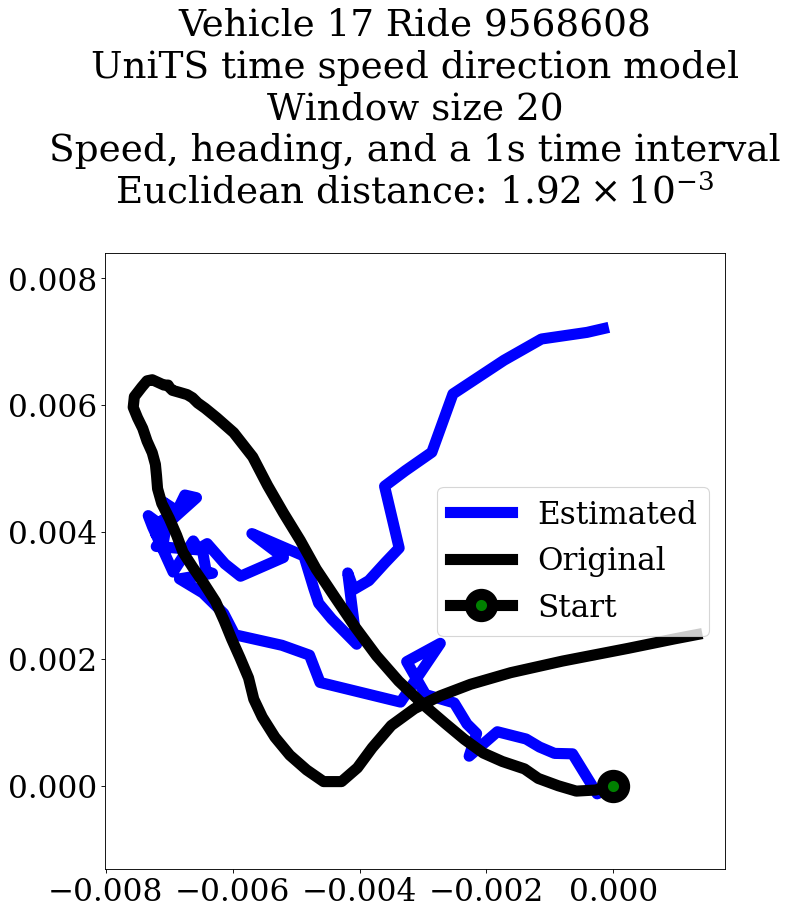 Vehicle 17 Ride 9568608
UniTS time speed direction model
Window size 20
Speed, heading, and a 1s time interval
Euclidean distance: 1.92 × 10⁻³
0.008
0.006
0.004
0.002
0.000
Estimated
Original
Start
−0.008 −0.006 −0.004 −0.002 0.000